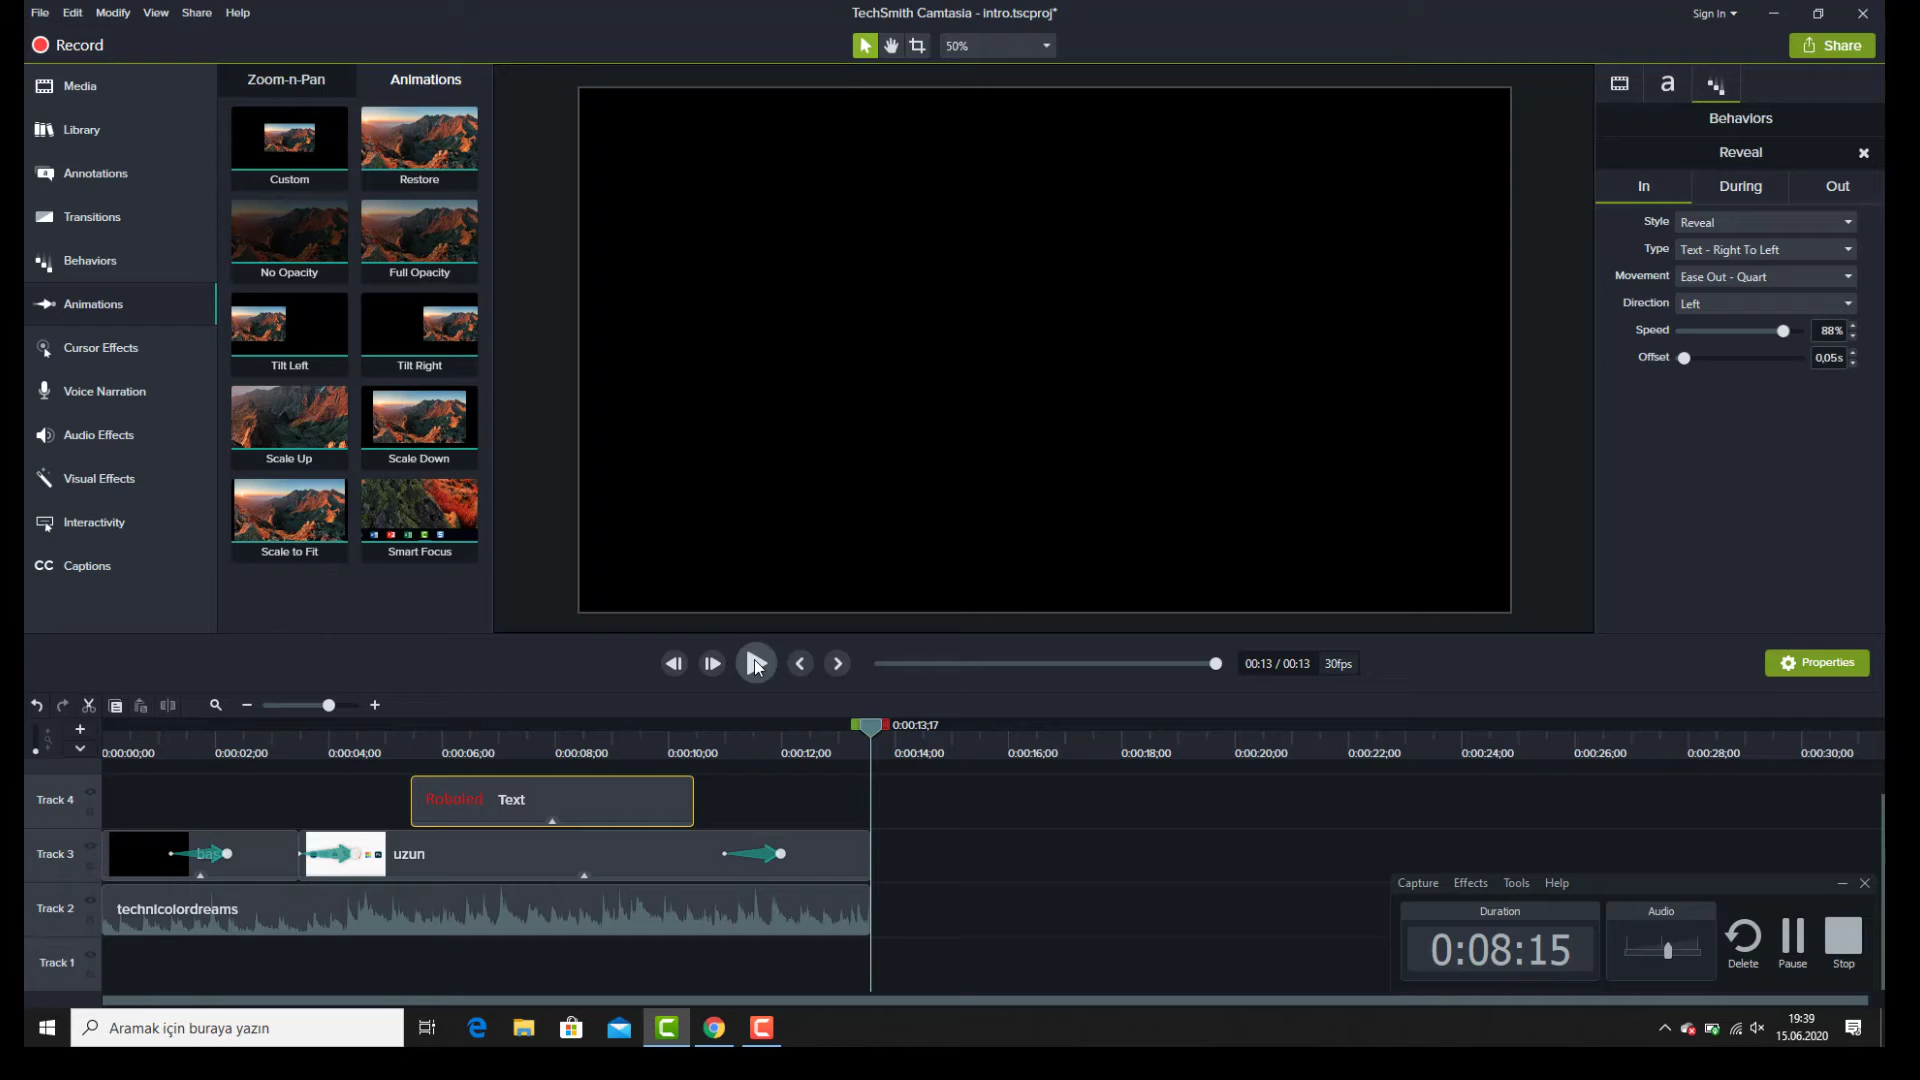 File Edit Modify View Share Help
TechSmith Camtasia - intro.tscproj*
Sign In
Record
50%
Share
Media
Library
Annotations
Transitions
Behaviors
Animations
Cursor Effects
Voice Narration
Audio Effects
Visual Effects
Interactivity
CC Captions
Zoom-n-Pan Animations
Custom Restore
No Opacity Full Opacity
Tilt Left Tilt Right
Scale Up Scale Down
Scale to Fit Smart Focus
a
Behaviors
Reveal
In During Out
Style Reveal
Type Text - Right To Left
Movement Ease Out - Quart
Direction Left
Speed 88%
Offset 0,05s
00:13 / 00:13 30fps
Properties
0:00:13;17
0:00:00;00 0:00:02;00 0:00:04;00 0:00:06;00 0:00:08;00 0:00:10;00 0:00:12;00 0:00:14;00 0:00:16;00 0:00:18;00 0:00:20;00 0:00:22;00 0:00:24;00 0:00:26;00 0:00:28;00 0:00:30;00
Track 4 Roboled Text
Track 3 bas uzun
Track 2 technicolordreams
Track 1
Capture Effects Tools Help
Duration Audio
0:08:15
Delete Pause Stop
Aramak için buraya yazın
19:39
15.06.2020